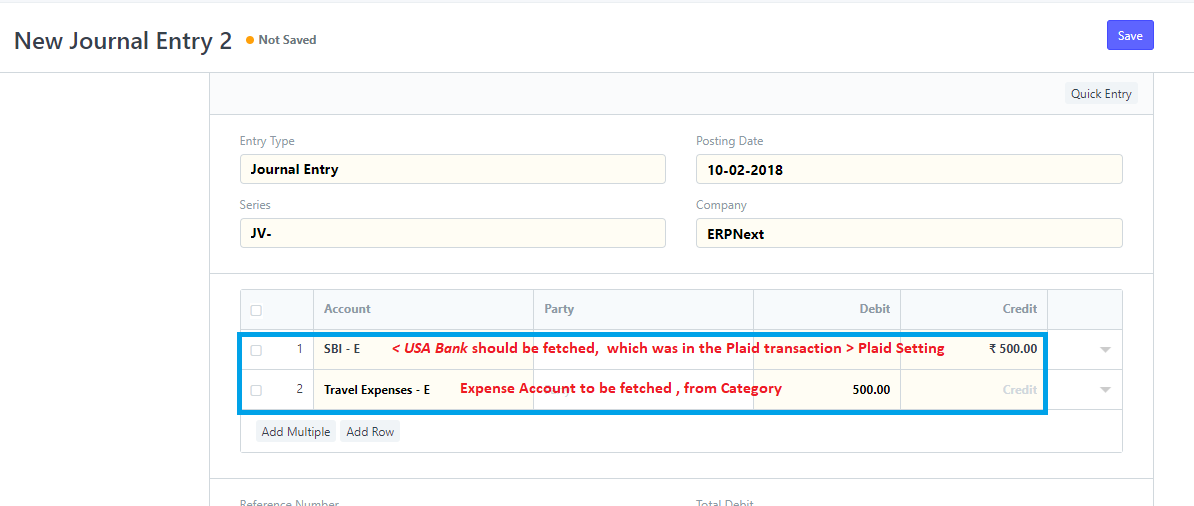 New Journal Entry 2 Not Saved Save
Quick Entry
Entry Type Posting Date
Journal Entry 10-02-2018
Series Company
JV- ERPNext
Account Party Debit Credit
1 SBI - E < USA Bank should be fetched, which was in the Plaid transaction > Plaid Setting ₹ 500.00
2 Travel Expenses - E Expense Account to be fetched , from Category 500.00 Credit
Add Multiple Add Row
Reference Number Total Debit